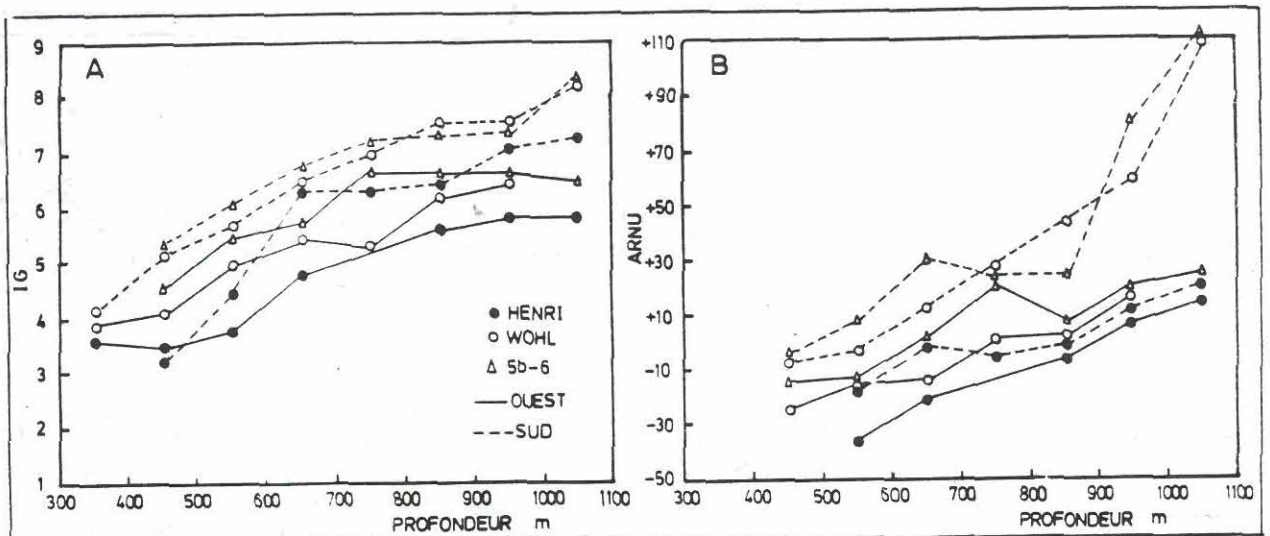 A
IG
9
8
7
6
5
4
3
2
1
300 400 500 600 700 800 900 1000 1100
PROFONDEUR m
● HENRI
○ WOHL
△ 5b-6
— OUEST
--- SUD
B
ARNU
+110
+90
+70
+50
+30
+10
-10
-30
-50
300 400 500 600 700 800 900 1000 1100
PROFONDEUR m